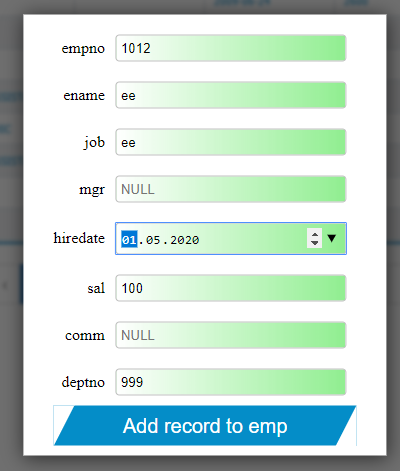 empno 1012
ename ee
job ee
mgr NULL
hiredate 01.05.2020
sal 100
comm NULL
deptno 999
Add record to emp